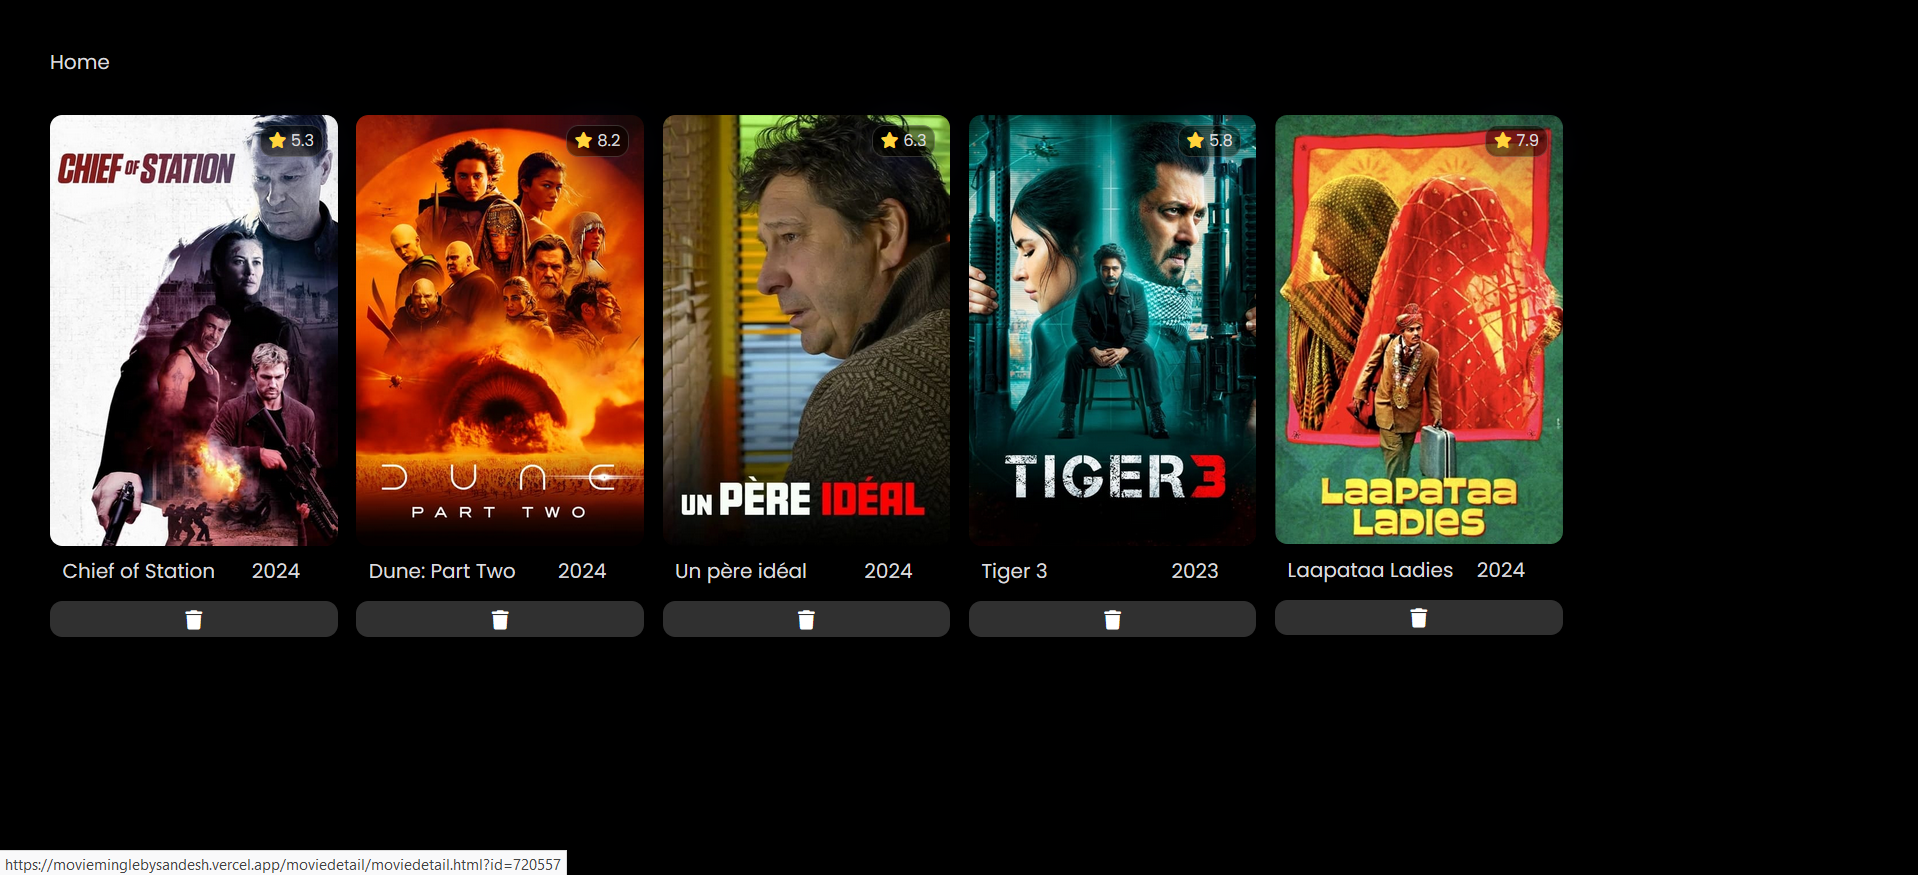 Home
5.3
CHIEF OF STATION
Chief of Station 2024
8.2
DUNE
PART TWO
Dune: Part Two 2024
6.3
UN PÈRE IDÉAL
Un père idéal 2024
5.8
TIGER 3
Tiger 3 2023
7.9
LaapaTaa
LaDIes
Laapataa Ladies 2024
https://movieminglebysandesh.vercel.app/moviedetail/moviedetail.html?id=720557